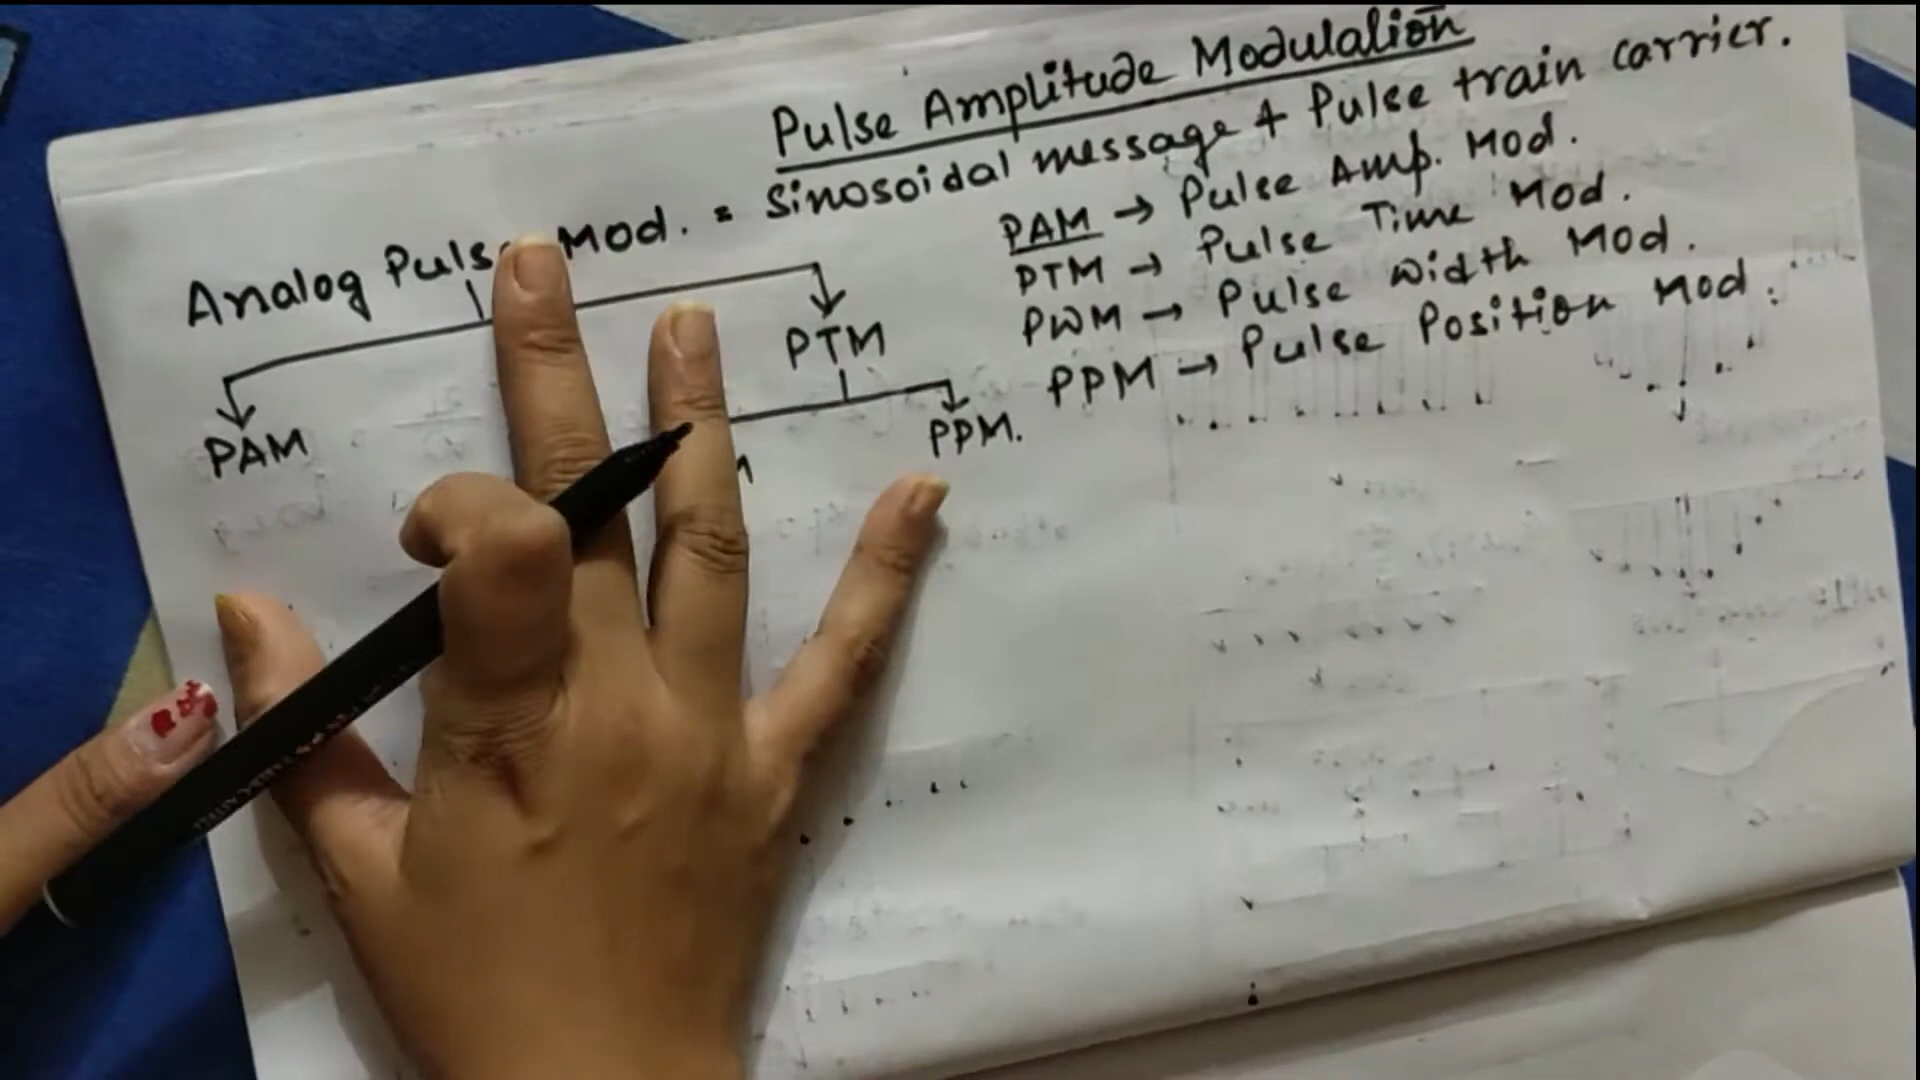 Pulse Amplitude Modulation
Analog Pulse Mod. = Sinosoidal message + Pulse train carrier.
PAM
PTM
PPM.
PAM → Pulse Amp. Mod.
PTM → Pulse Time Mod.
PWM → Pulse Width Mod.
PPM → Pulse Position Mod.